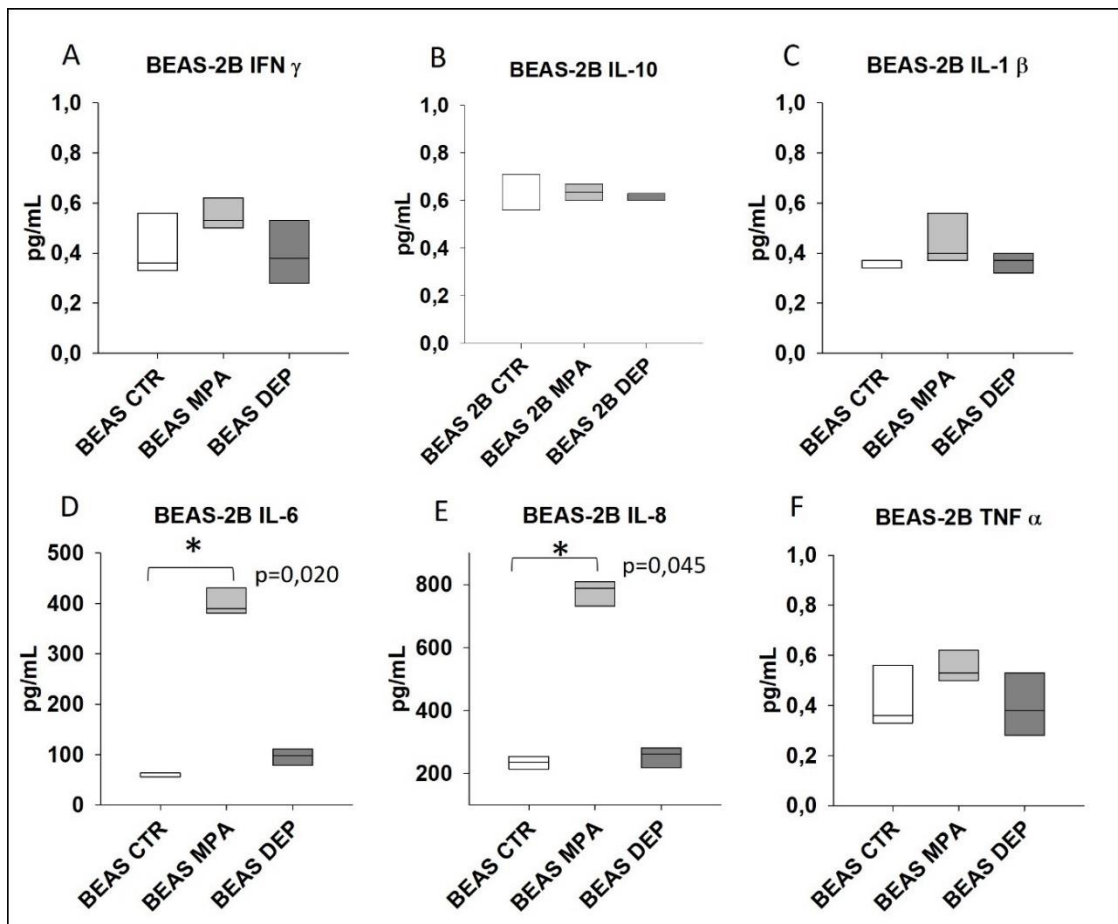 A
BEAS-2B IFN γ
pg/mL
1,0
0,8
0,6
0,4
0,2
0,0
BEAS CTR
BEAS MPA
BEAS DEP
B
BEAS-2B IL-10
pg/mL
1,0
0,8
0,6
0,4
0,2
0,0
BEAS 2B CTR
BEAS 2B MPA
BEAS 2B DEP
C
BEAS-2B IL-1 β
pg/mL
1,0
0,8
0,6
0,4
0,2
0,0
BEAS CTR
BEAS MPA
BEAS DEP
D
BEAS-2B IL-6
pg/mL
500
400
300
200
100
0
*
p=0,020
BEAS CTR
BEAS MPA
BEAS DEP
E
BEAS-2B IL-8
pg/mL
800
600
400
200
*
p=0,045
BEAS CTR
BEAS MPA
BEAS DEP
F
BEAS-2B TNF α
pg/mL
1,0
0,8
0,6
0,4
0,2
0,0
BEAS CTR
BEAS MPA
BEAS DEP